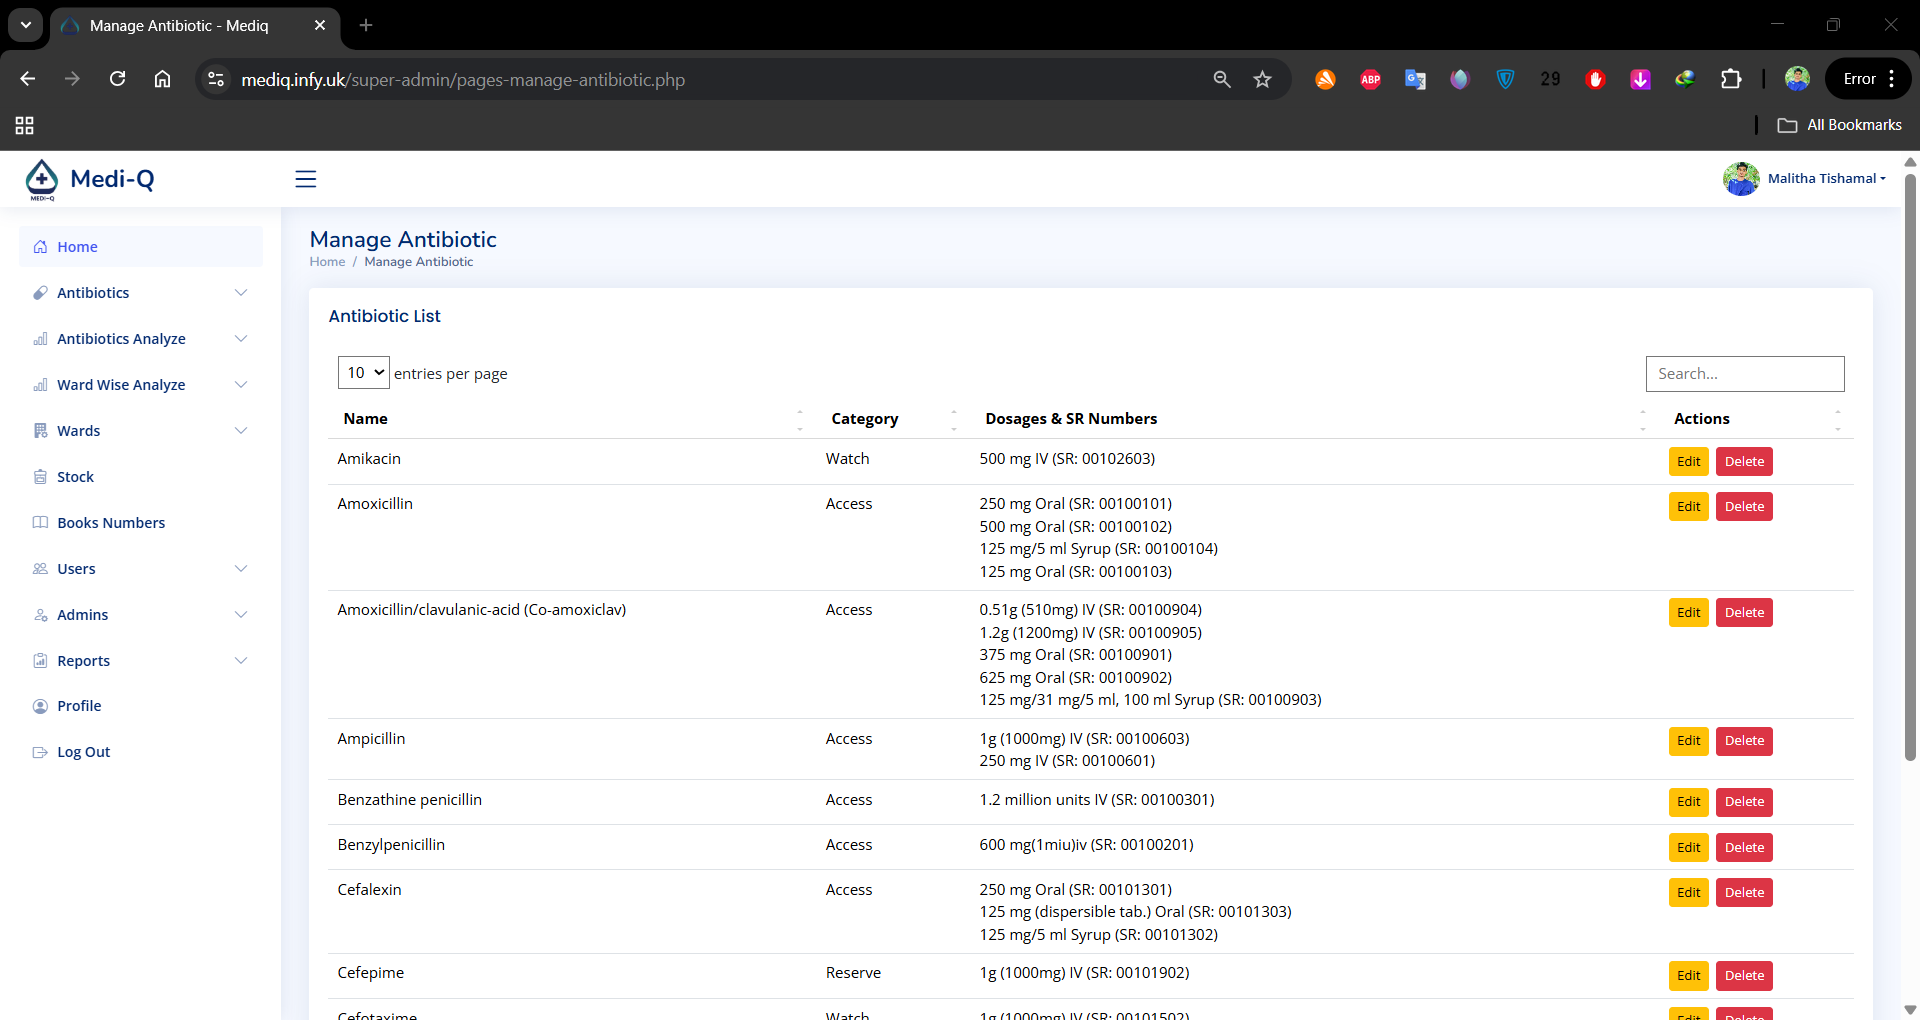 Manage Antibiotic - Mediq
mediq.infy.uk/super-admin/pages-manage-antibiotic.php
ABP
29
Error
All Bookmarks
MEDI-Q
Medi-Q
Malitha Tishamal
Home
Antibiotics
Antibiotics Analyze
Ward Wise Analyze
Wards
Stock
Books Numbers
Users
Admins
Reports
Profile
Log Out
Manage Antibiotic
Home / Manage Antibiotic
Antibiotic List
10 entries per page
Search...
Name Category Dosages & SR Numbers Actions
Amikacin Watch 500 mg IV (SR: 00102603) Edit Delete
Amoxicillin Access 250 mg Oral (SR: 00100101) Edit Delete
500 mg Oral (SR: 00100102)
125 mg/5 ml Syrup (SR: 00100104)
125 mg Oral (SR: 00100103)
Amoxicillin/clavulanic-acid (Co-amoxiclav) Access 0.51g (510mg) IV (SR: 00100904) Edit Delete
1.2g (1200mg) IV (SR: 00100905)
375 mg Oral (SR: 00100901)
625 mg Oral (SR: 00100902)
125 mg/31 mg/5 ml, 100 ml Syrup (SR: 00100903)
Ampicillin Access 1g (1000mg) IV (SR: 00100603) Edit Delete
250 mg IV (SR: 00100601)
Benzathine penicillin Access 1.2 million units IV (SR: 00100301) Edit Delete
Benzylpenicillin Access 600 mg(1miu)iv (SR: 00100201) Edit Delete
Cefalexin Access 250 mg Oral (SR: 00101301) Edit Delete
125 mg (dispersible tab.) Oral (SR: 00101303)
125 mg/5 ml Syrup (SR: 00101302)
Cefepime Reserve 1g (1000mg) IV (SR: 00101902) Edit Delete
Cefotaxime Watch 1g (1000mg) IV (SR: 00101502) Edit Delete